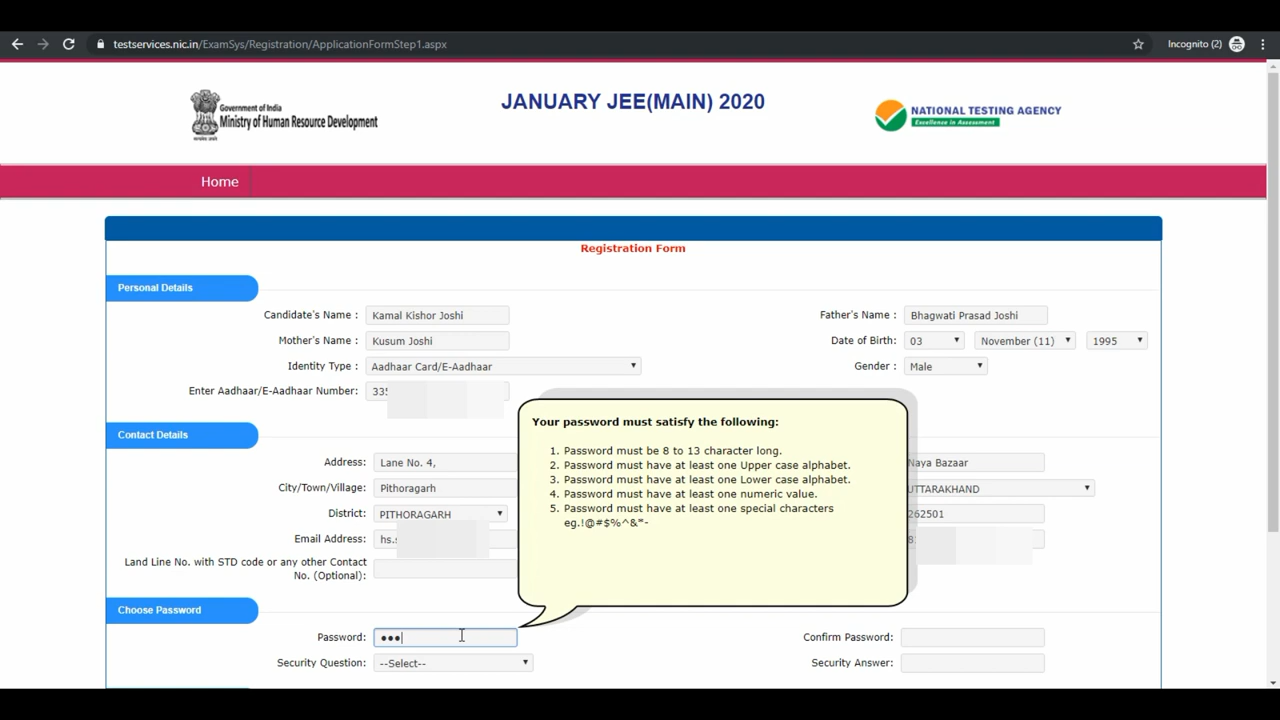 testservices.nic.in/ExamSys/Registration/ApplicationFormStep1.aspx
Incognito (2)
Government of India
Ministry of Human Resource Development
JANUARY JEE(MAIN) 2020
NATIONAL TESTING AGENCY
Excellence in Assessment
Home
Registration Form
Personal Details
Candidate's Name : Kamal Kishor Joshi
Father's Name : Bhagwati Prasad Joshi
Mother's Name : Kusum Joshi
Date of Birth: 03 November (11) 1995
Identity Type : Aadhaar Card/E-Aadhaar
Gender : Male
Enter Aadhaar/E-Aadhaar Number: 335
Your password must satisfy the following:
1. Password must be 8 to 13 character long.
2. Password must have at least one Upper case alphabet.
3. Password must have at least one Lower case alphabet.
4. Password must have at least one numeric value.
5. Password must have at least one special characters
eg.!@#$%^&*-
Contact Details
Address: Lane No. 4,
Naya Bazaar
City/Town/Village: Pithoragarh
UTTARAKHAND
District: PITHORAGARH
262501
Email Address: hs.
8
Land Line No. with STD code or any other Contact
No. (Optional):
Choose Password
Password: •••
Confirm Password:
Security Question: --Select--
Security Answer: